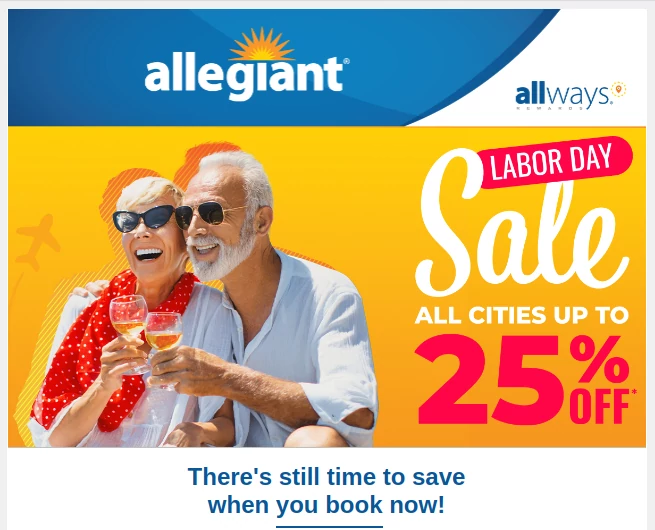 allegiant®
allways®
REWARDS
LABOR DAY
Sale
ALL CITIES UP TO
25%
OFF*
There's still time to save
when you book now!